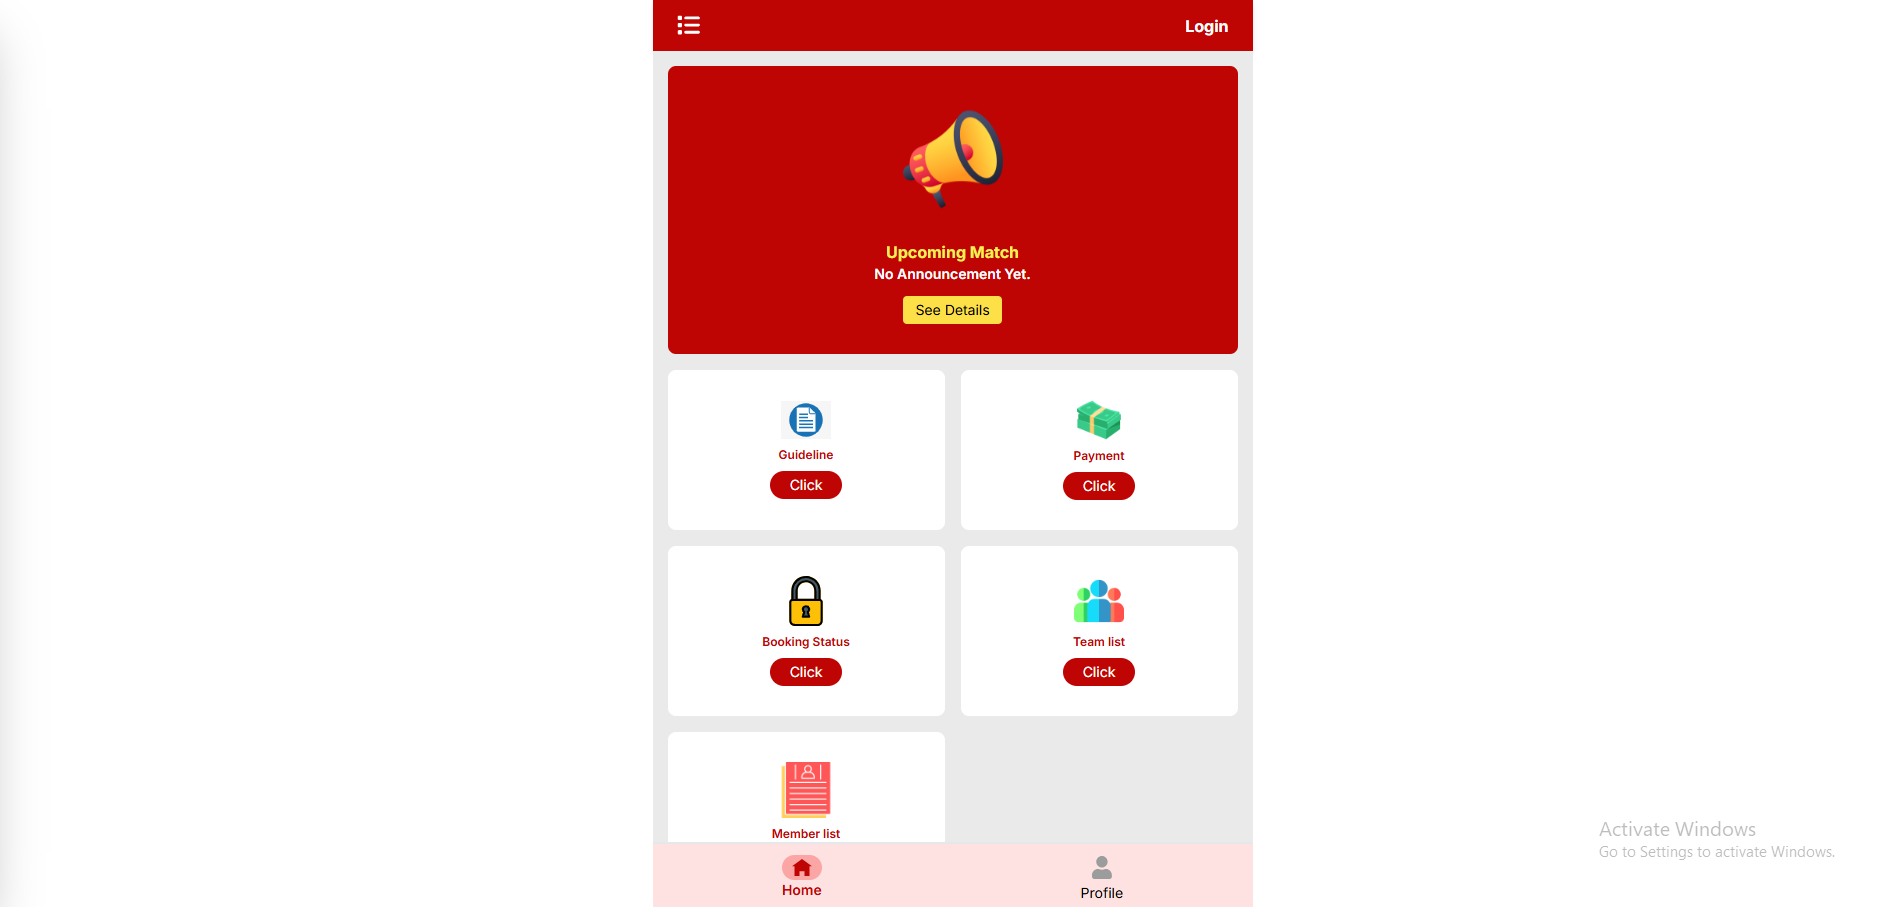 Login
Upcoming Match
No Announcement Yet.
See Details
Guideline
Click
Payment
Click
Booking Status
Click
Team list
Click
Member list
Home
Profile
Activate Windows
Go to Settings to activate Windows.